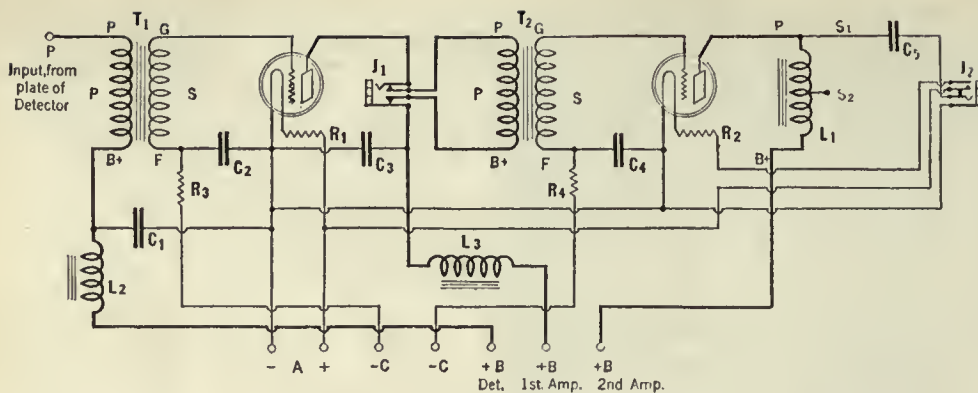 T1
T2
P
G
P
G
P
S1
C5
J2
P
Input, from
plate of
Detector
J1
P
S
P
S
S2
R1
R2
L1
B+
F
C2
C3
B+
F
C4
B+
R3
R4
C1
L3
L2
- A + -C -C +B +B +B
Det. 1st. Amp. 2nd Amp.